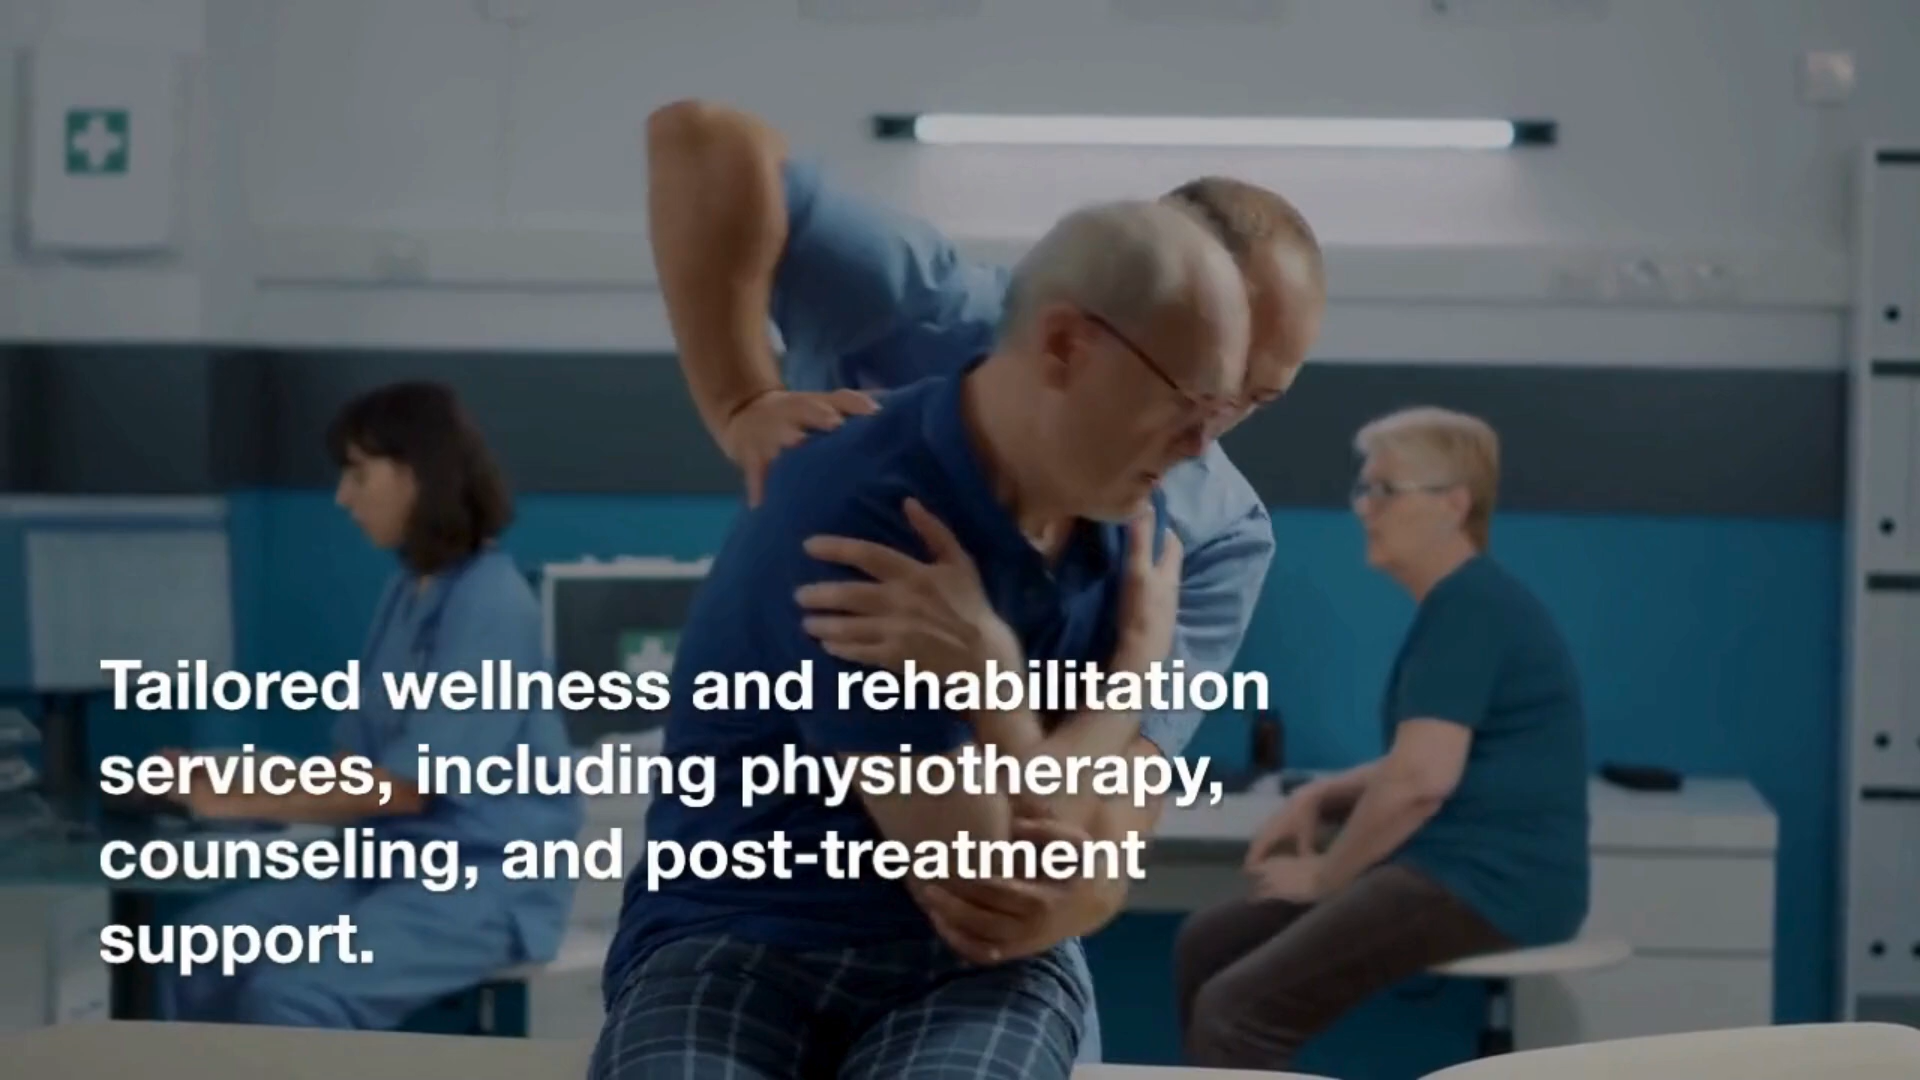 Tailored wellness and rehabilitation
services, including physiotherapy,
counseling, and post-treatment
support.